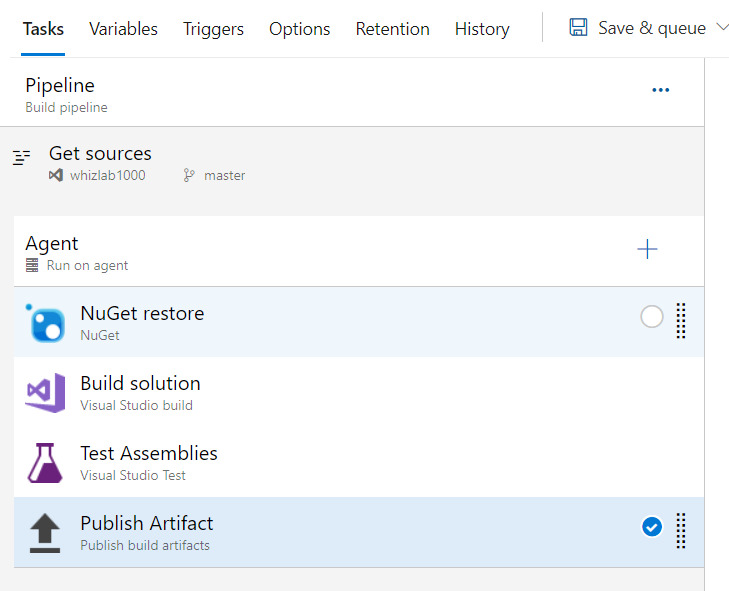 Tasks Variables Triggers Options Retention History Save & queue
Pipeline
Build pipeline
Get sources
whizlab1000 master
Agent
Run on agent
NuGet restore
NuGet
Build solution
Visual Studio build
Test Assemblies
Visual Studio Test
Publish Artifact
Publish build artifacts